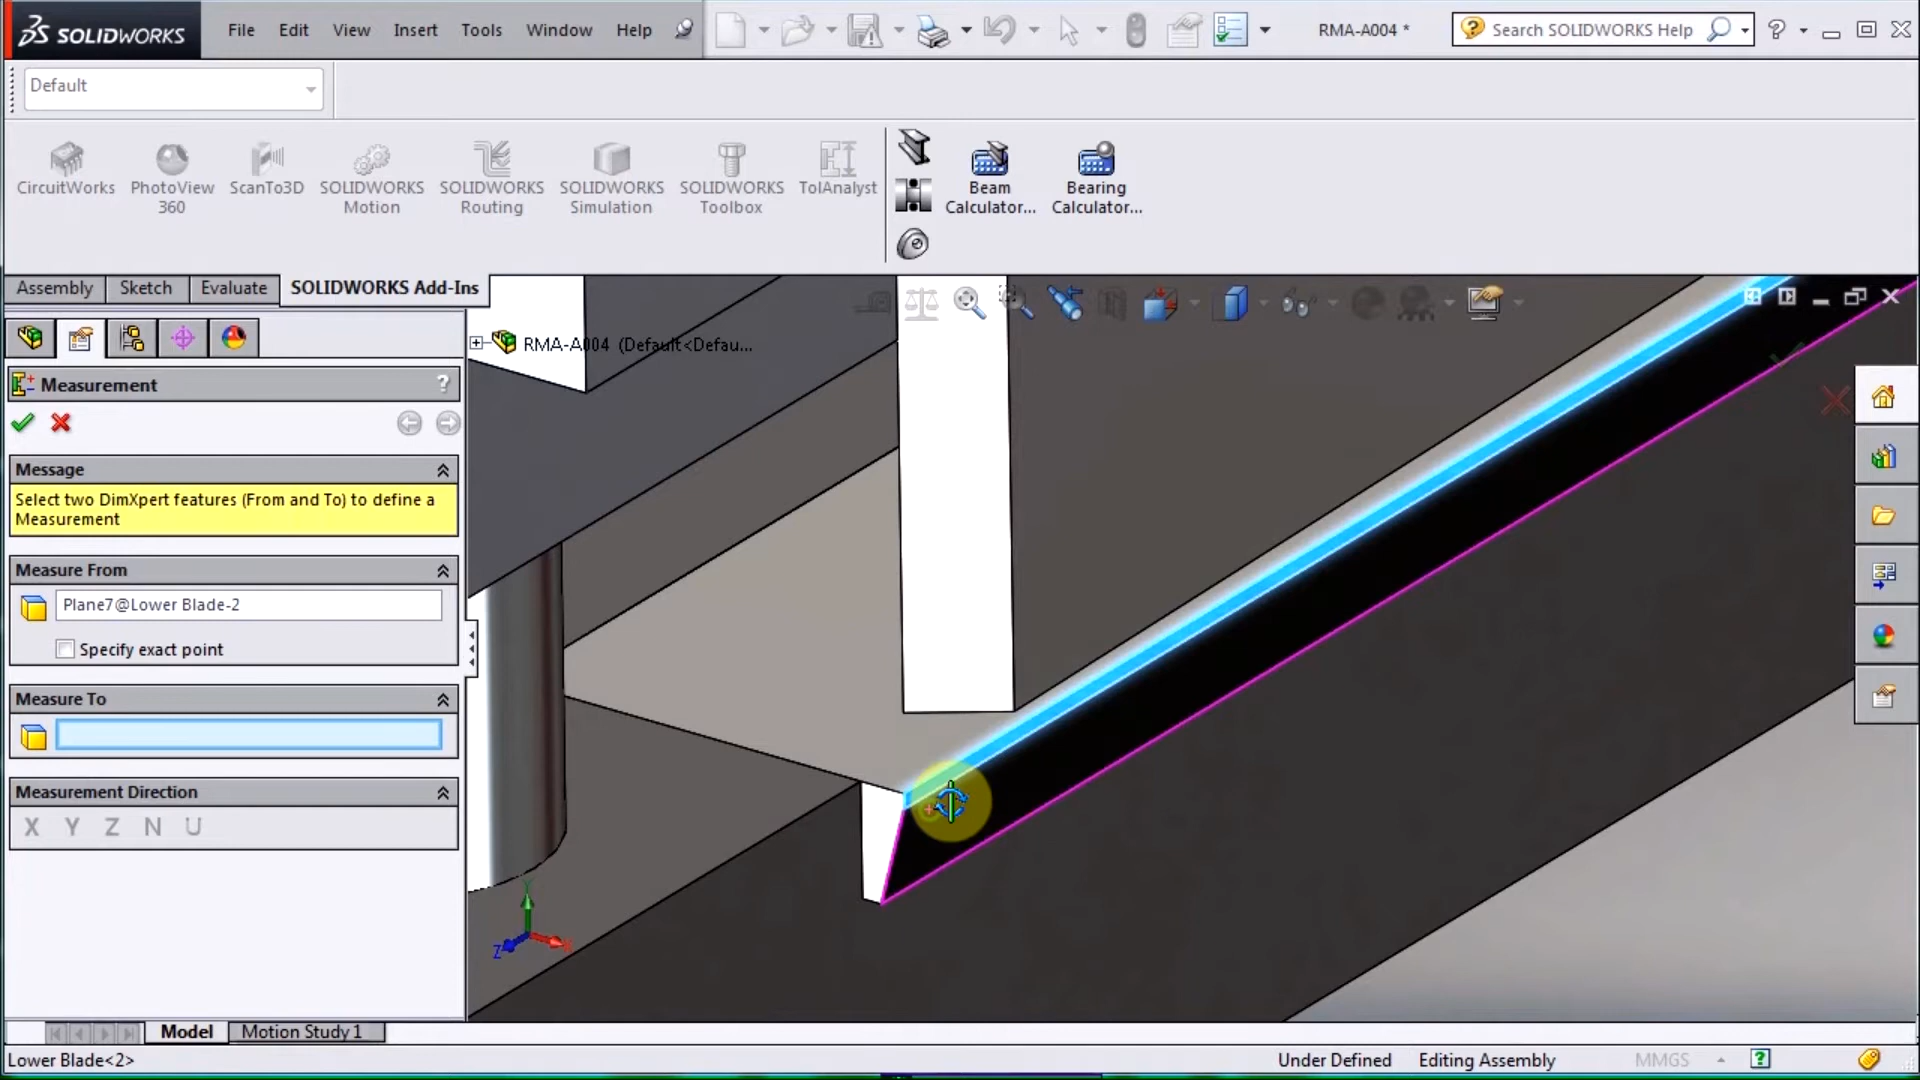 SOLIDWORKS
File Edit View Insert Tools Window Help
RMA-A004 *
Search SOLIDWORKS Help
Default
CircuitWorks
PhotoView 360
ScanTo3D
SOLIDWORKS Motion
SOLIDWORKS Routing
SOLIDWORKS Simulation
SOLIDWORKS Toolbox
TolAnalyst
Beam Calculator...
Bearing Calculator...
Assembly Sketch Evaluate SOLIDWORKS Add-Ins
RMA-A004 (Default<Defau...
Measurement
?
Message
Select two DimXpert features (From and To) to define a
Measurement
Measure From
Plane7@Lower Blade-2
Specify exact point
Measure To
Measurement Direction
X Y Z N U
Y
Z
X
Model Motion Study 1
Lower Blade<2>
Under Defined Editing Assembly MMGS